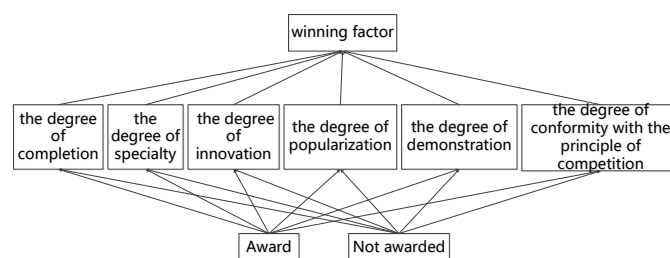 winning factor
the degree
of
completion
the
degree of
specialty
the
degree of
innovation
the degree of
popularization
the degree of
demonstration
the degree of
conformity with the
principle of
competition
Award
Not awarded